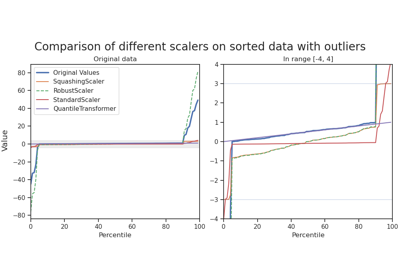 Comparison of different scalers on sorted data with outliers
Original data
In range [-4, 4]
Value
80
60
40
20
0
-20
-40
-60
-80
Original Values
SquashingScaler
RobustScaler
StandardScaler
QuantileTransformer
0 20 40 60 80 100
Percentile
4
3
2
1
0
-1
-2
-3
-4
0 20 40 60 80 100
Percentile